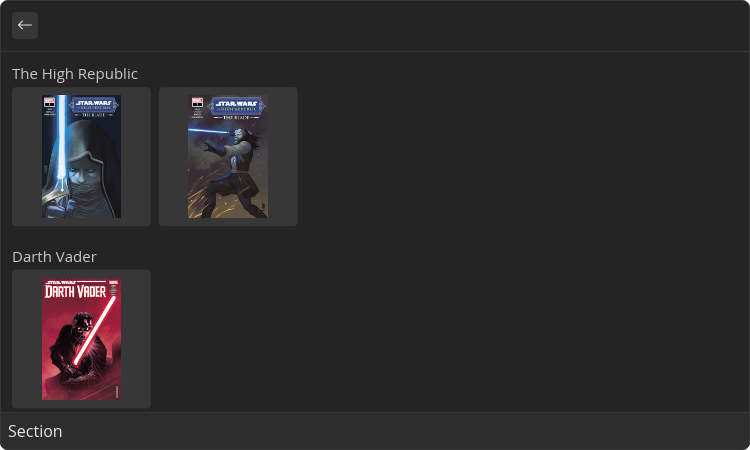 The High Republic
STAR WARS
THE HIGH REPUBLIC
THE BLADE
STAR WARS
THE HIGH REPUBLIC
THE BLADE
Darth Vader
STAR WARS
DARTH VADER
Section